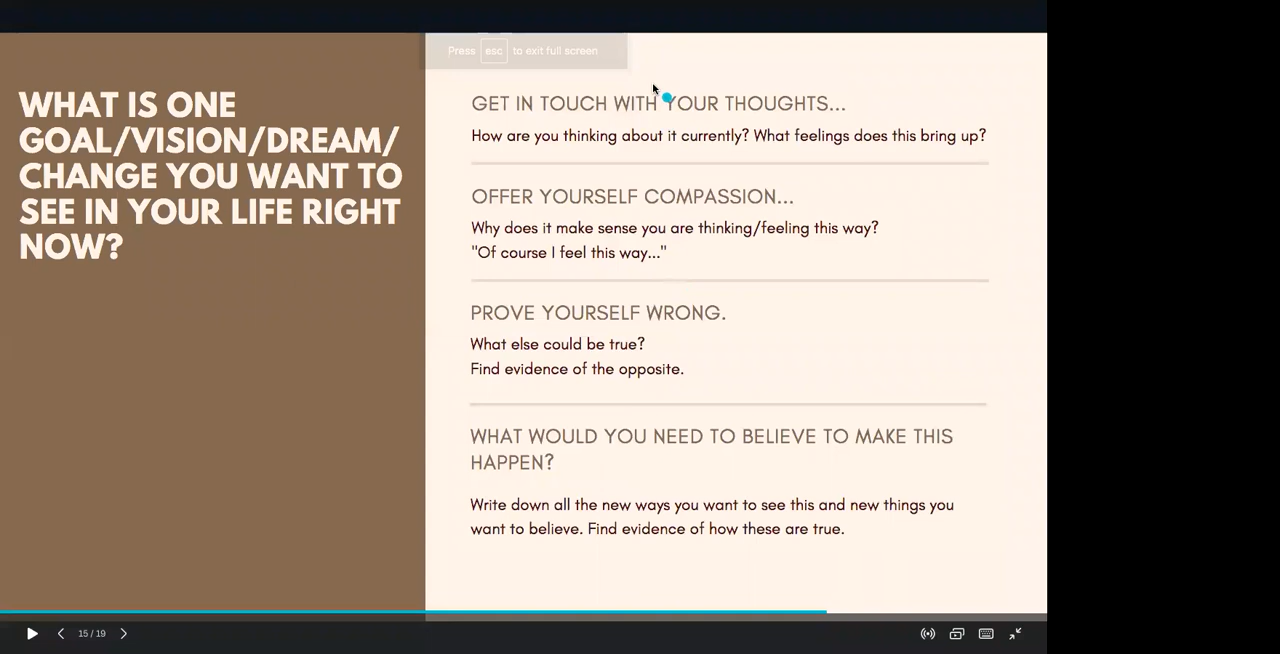 Press esc to exit full screen
WHAT IS ONE
GOAL/VISION/DREAM/
CHANGE YOU WANT TO
SEE IN YOUR LIFE RIGHT
NOW?
GET IN TOUCH WITH YOUR THOUGHTS...
How are you thinking about it currently? What feelings does this bring up?
OFFER YOURSELF COMPASSION...
Why does it make sense you are thinking/feeling this way?
"Of course I feel this way..."
PROVE YOURSELF WRONG.
What else could be true?
Find evidence of the opposite.
WHAT WOULD YOU NEED TO BELIEVE TO MAKE THIS
HAPPEN?
Write down all the new ways you want to see this and new things you
want to believe. Find evidence of how these are true.
15 / 19